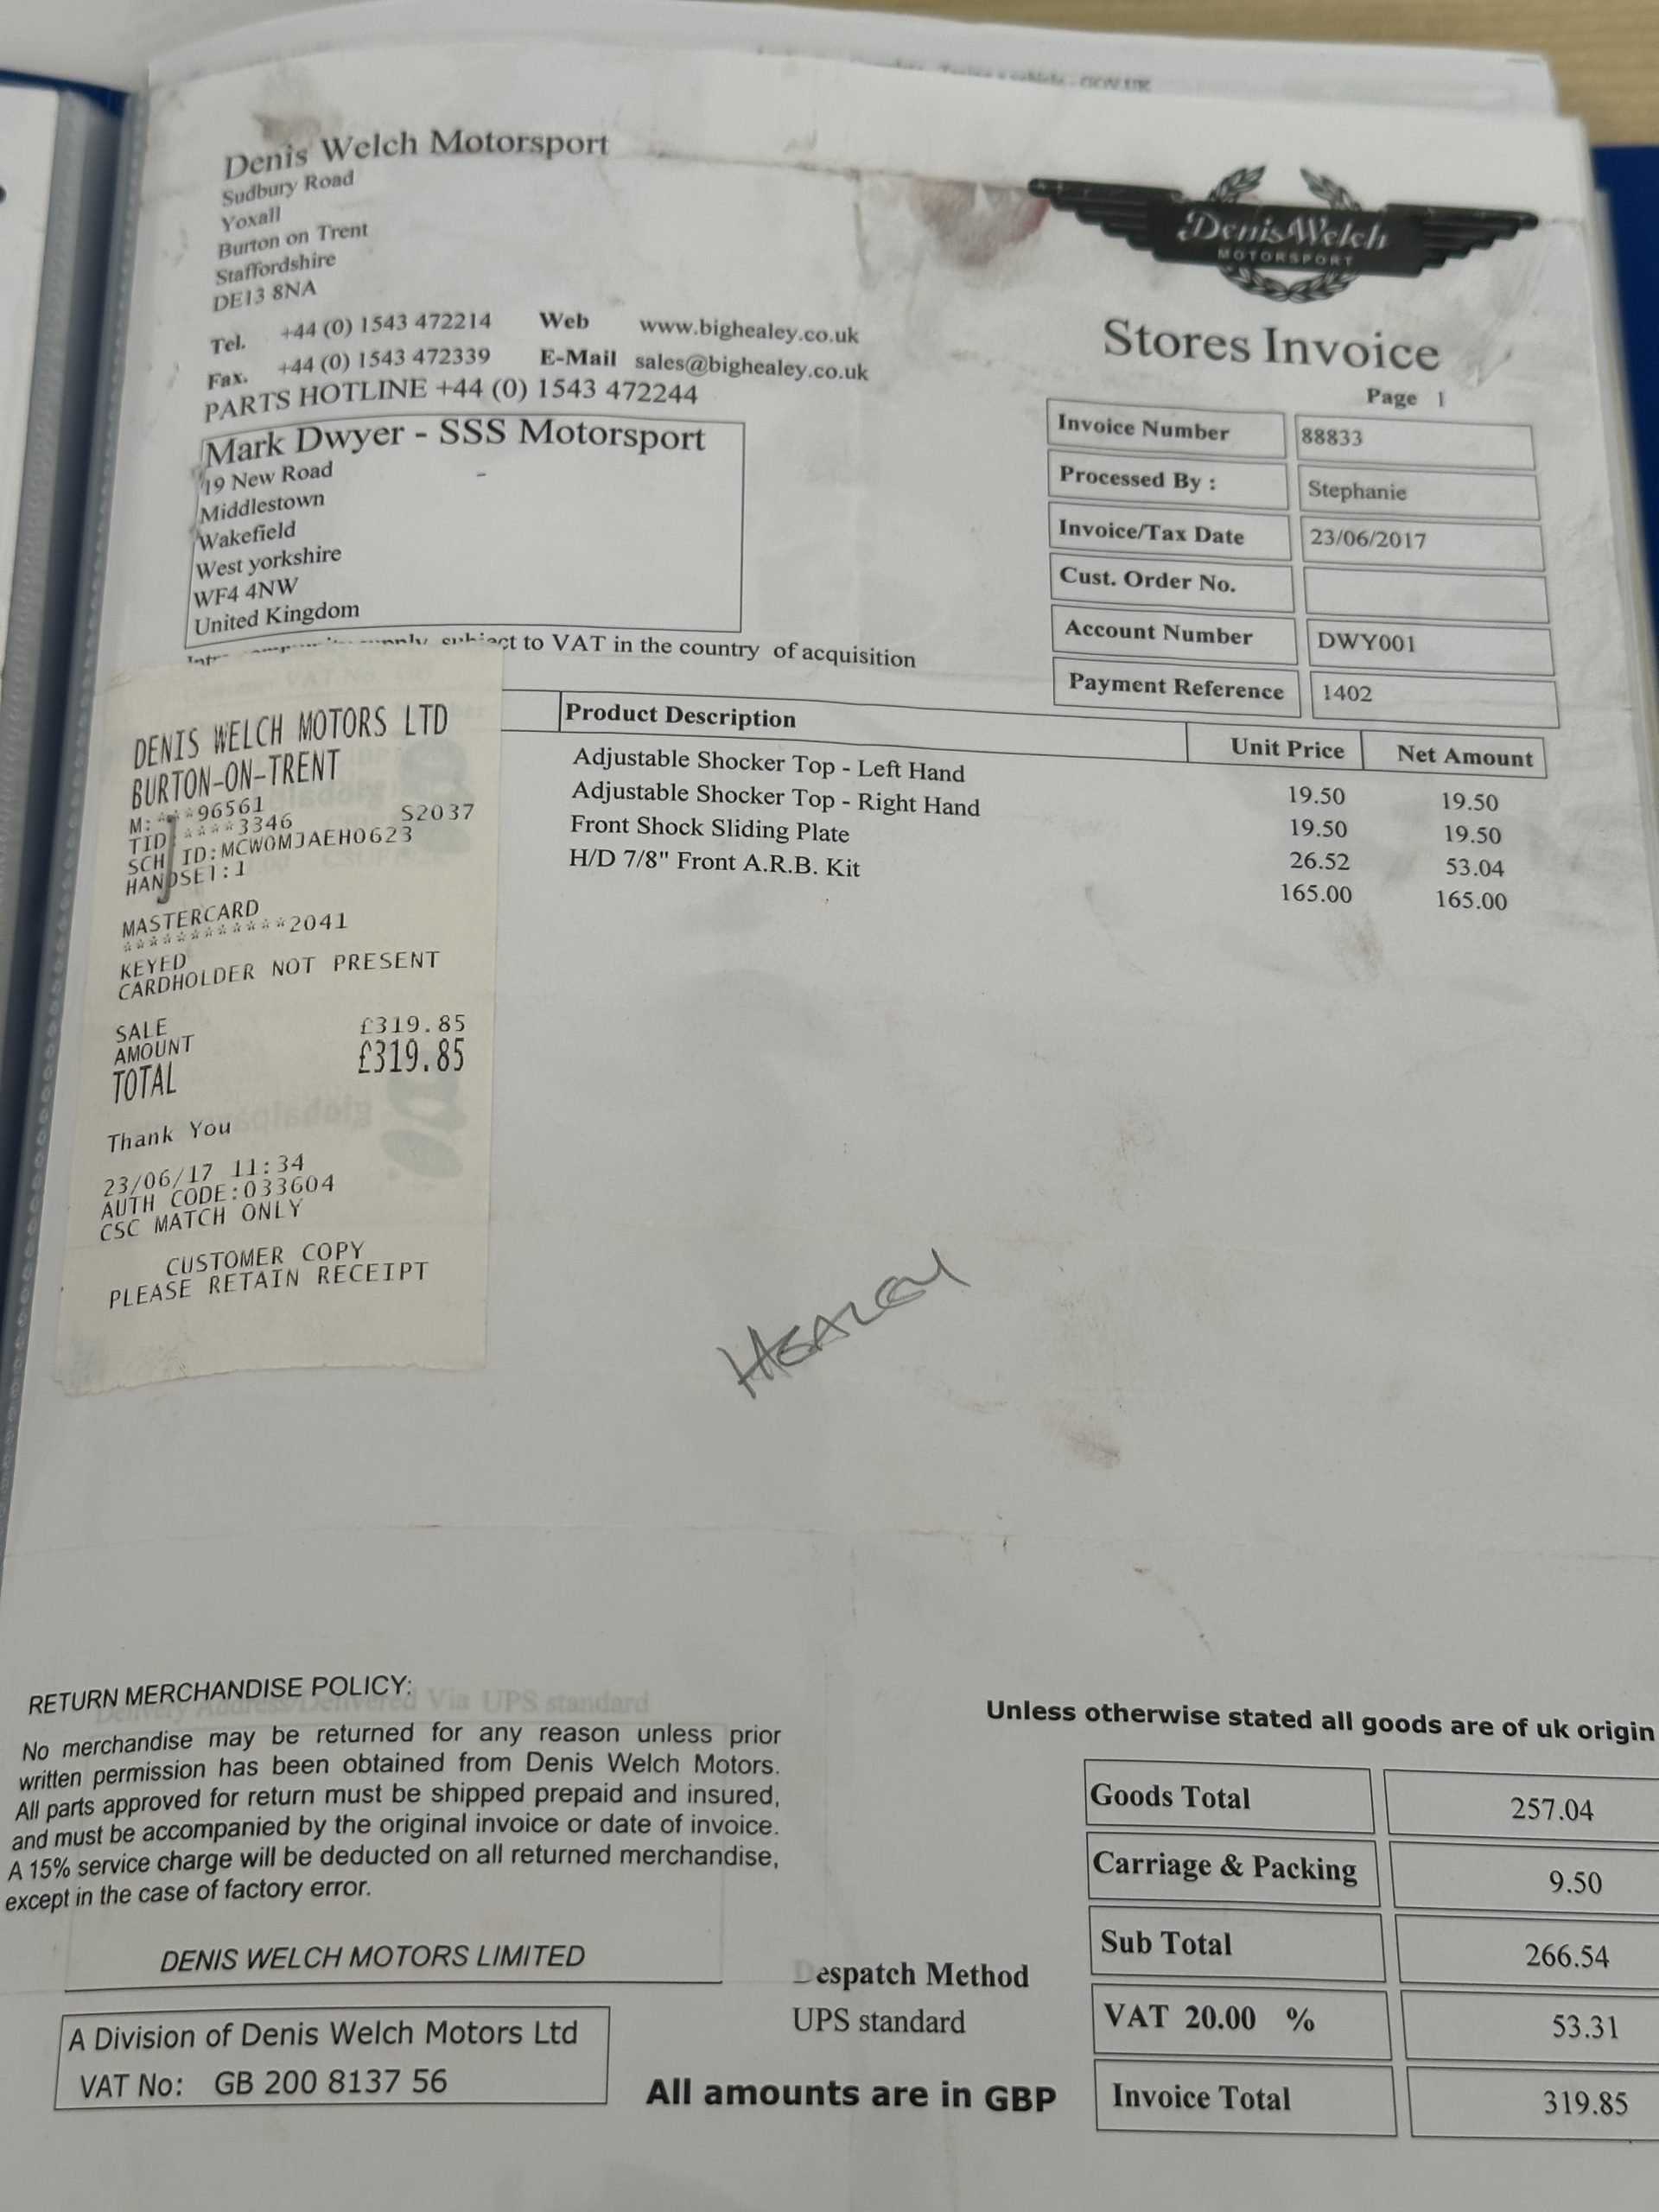 Denis Welch Motorsport
Sudbury Road
Yoxall
Burton on Trent
Staffordshire
DE13 8NA
Tel. +44 (0) 1543 472214 Web www.bighealey.co.uk
Fax. +44 (0) 1543 472339 E-Mail sales@bighealey.co.uk
PARTS HOTLINE +44 (0) 1543 472244
Denis Welch
MOTORSPORT
Stores Invoice
Page 1
Mark Dwyer - SSS Motorsport
19 New Road
Middlestown
Wakefield
West yorkshire
WF4 4NW
United Kingdom
Invoice Number 88833
Processed By : Stephanie
Invoice/Tax Date 23/06/2017
Cust. Order No.
Account Number DWY001
Payment Reference 1402
supply, subject to VAT in the country of acquisition
Product Description Unit Price Net Amount
Adjustable Shocker Top - Left Hand 19.50 19.50
Adjustable Shocker Top - Right Hand 19.50 19.50
Front Shock Sliding Plate 26.52 53.04
H/D 7/8" Front A.R.B. Kit 165.00 165.00
DENIS WELCH MOTORS LTD
BURTON-ON-TRENT
M:***96561
TID:****3346 S2037
SCH ID:MCW0MJAEH0623
HANDSET:1
MASTERCARD
************2041
KEYED
CARDHOLDER NOT PRESENT
SALE
AMOUNT £319.85
TOTAL £319.85
Thank You
23/06/17 11:34
AUTH CODE:033604
CSC MATCH ONLY
CUSTOMER COPY
PLEASE RETAIN RECEIPT
HEALEY
RETURN MERCHANDISE POLICY:
Delivery Address/Delivered Via UPS standard
No merchandise may be returned for any reason unless prior
written permission has been obtained from Denis Welch Motors.
All parts approved for return must be shipped prepaid and insured,
and must be accompanied by the original invoice or date of invoice.
A 15% service charge will be deducted on all returned merchandise,
except in the case of factory error.
DENIS WELCH MOTORS LIMITED
A Division of Denis Welch Motors Ltd
VAT No: GB 200 8137 56
Despatch Method
UPS standard
All amounts are in GBP
Unless otherwise stated all goods are of uk origin
Goods Total 257.04
Carriage & Packing 9.50
Sub Total 266.54
VAT 20.00 % 53.31
Invoice Total 319.85